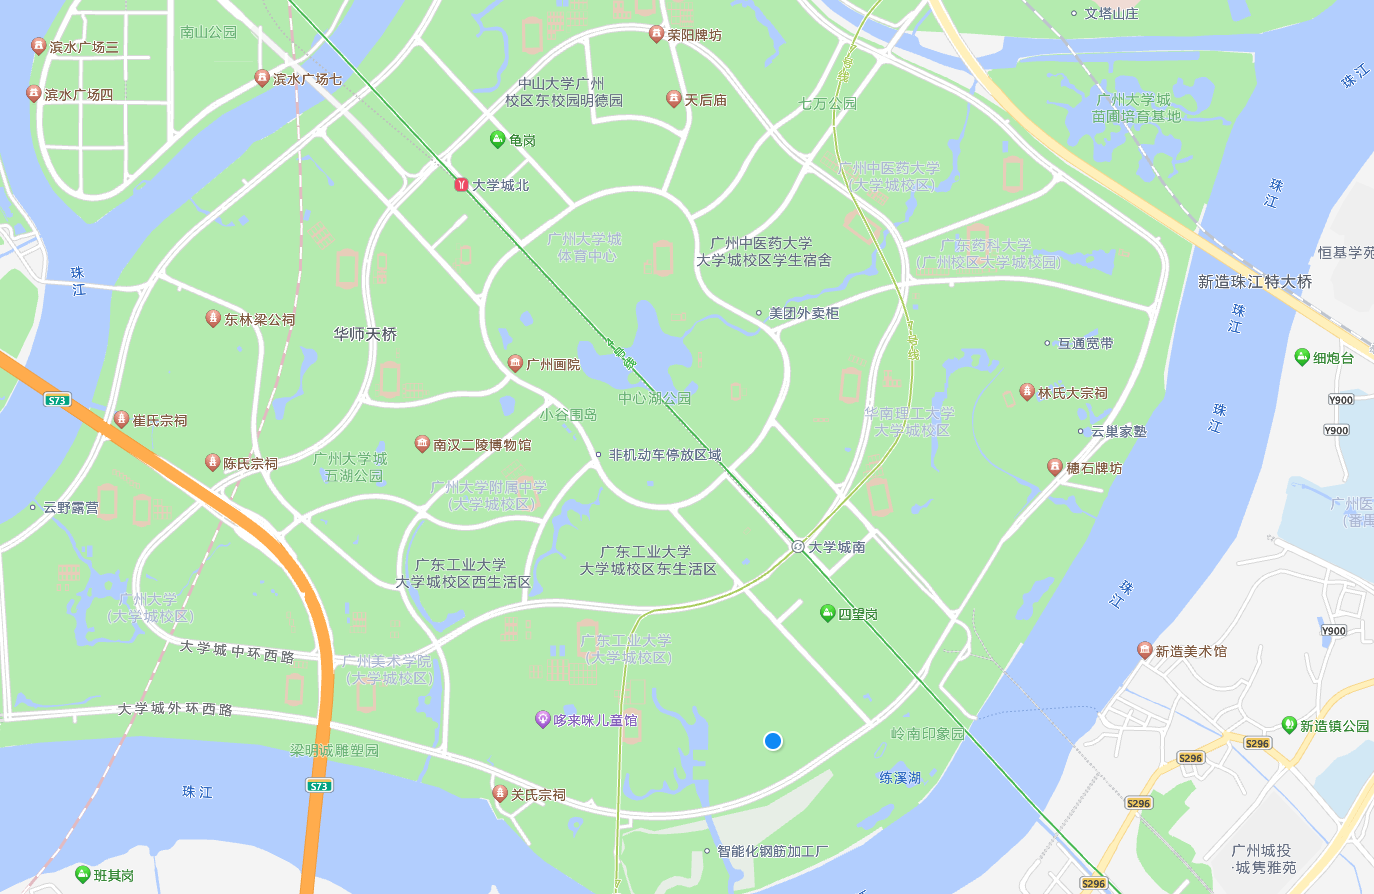 文塔山庄
南山公园
荣阳牌坊
滨水广场三
滨水广场七
滨水广场四
中山大学广州
校区东校园明德园
7号线
珠江
天后庙
七万公园
广州大学城
苗圃培育基地
龟岗
大学城北
广州中医药大学
(大学城校区)
珠江
广州大学城
体育中心
广州中医药大学
大学城校区学生宿舍
广东药科大学
(广州校区大学城校园)
恒基学苑
珠江
新造珠江特大桥
东林梁公祠
华师天桥
美团外卖柜
珠江
4号线
7号线
互通宽带
细炮台
广州画院
S73
中心湖公园
林氏大宗祠
Y900
崔氏宗祠
小谷围岛
华南理工大学
大学城校区
珠江
云巢家塾
Y900
南汉二陵博物馆
非机动车停放区域
陈氏宗祠
广州大学城
五湖公园
穗石牌坊
广州大学附属中学
(大学城校区)
云野露营
广州医
(番禺
大学城南
广东工业大学
大学城校区西生活区
广东工业大学
大学城校区东生活区
珠江
广州大学
(大学城校区)
四望岗
Y900
大学城中环西路
广州美术学院
(大学城校区)
广东工业大学
(大学城校区)
新造美术馆
大学城外环西路
哆来咪儿童馆
岭南印象园
新造镇公园
梁明诚雕塑园
S296
S296
S73
珠江
练溪湖
关氏宗祠
S296
智能化钢筋加工厂
广州城投
·城隽雅苑
班其岗
S296